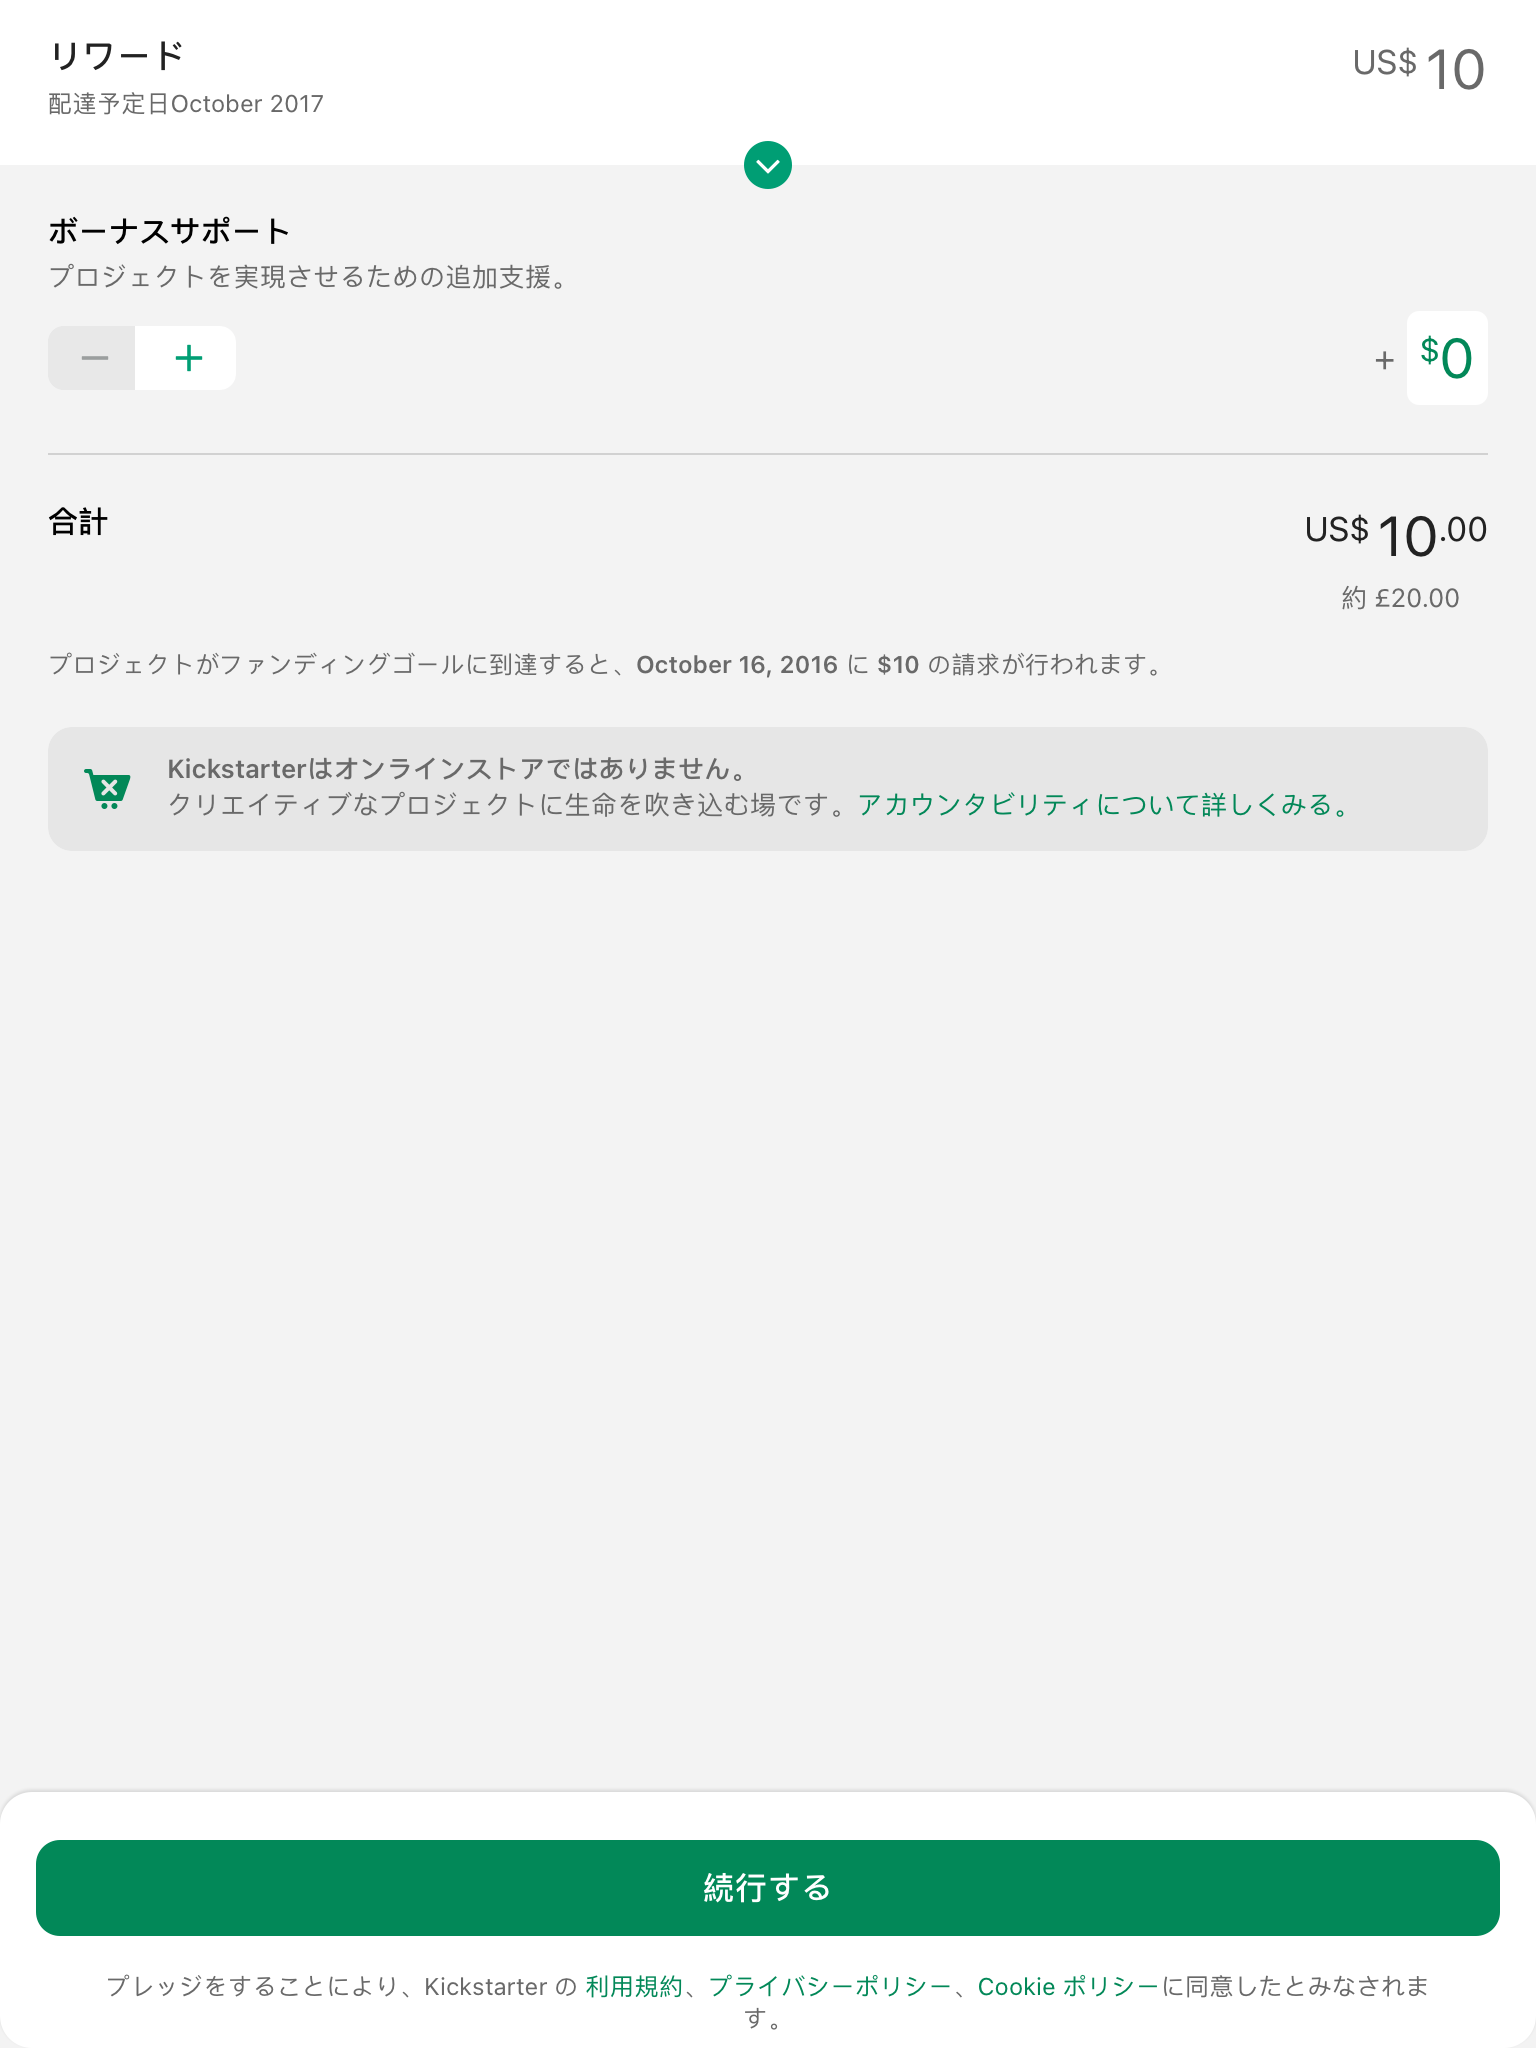 リワード
US$ 10
配達予定日October 2017
ボーナスサポート
プロジェクトを実現させるための追加支援。
+ $0
合計
US$ 10.00
約 £20.00
プロジェクトがファンディングゴールに到達すると、October 16, 2016 に $10 の請求が行われます。
Kickstarterはオンラインストアではありません。
クリエイティブなプロジェクトに生命を吹き込む場です。アカウンタビリティについて詳しくみる。
続行する
プレッジをすることにより、Kickstarter の 利用規約、プライバシーポリシー、Cookie ポリシーに同意したとみなされま
す。